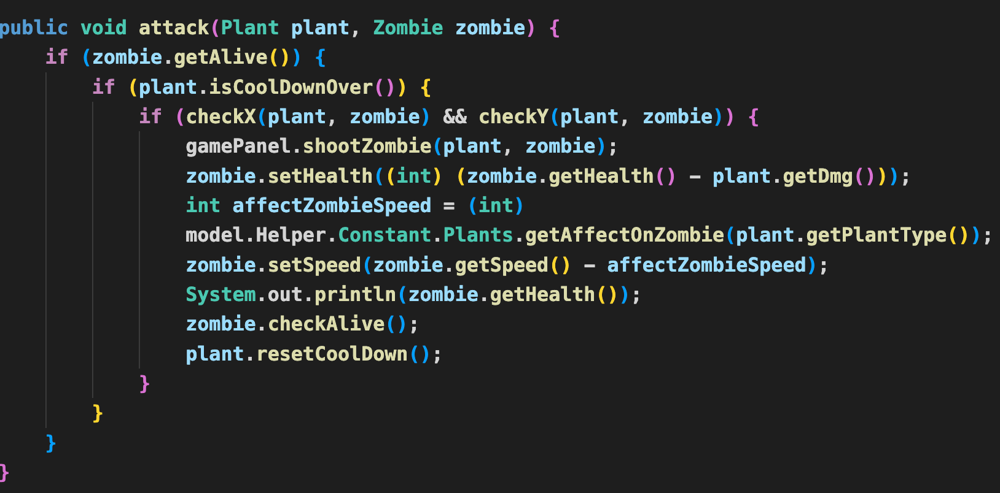 public void attack(Plant plant, Zombie zombie) {
if (zombie.getAlive()) {
if (plant.isCoolDownOver()) {
if (checkX(plant, zombie) && checkY(plant, zombie)) {
gamePanel.shootZombie(plant, zombie);
zombie.setHealth((int) (zombie.getHealth() - plant.getDmg()));
int affectZombieSpeed = (int)
model.Helper.Constant.Plants.getAffectOnZombie(plant.getPlantType());
zombie.setSpeed(zombie.getSpeed() - affectZombieSpeed);
System.out.println(zombie.getHealth());
zombie.checkAlive();
plant.resetCoolDown();
}
}
}
}